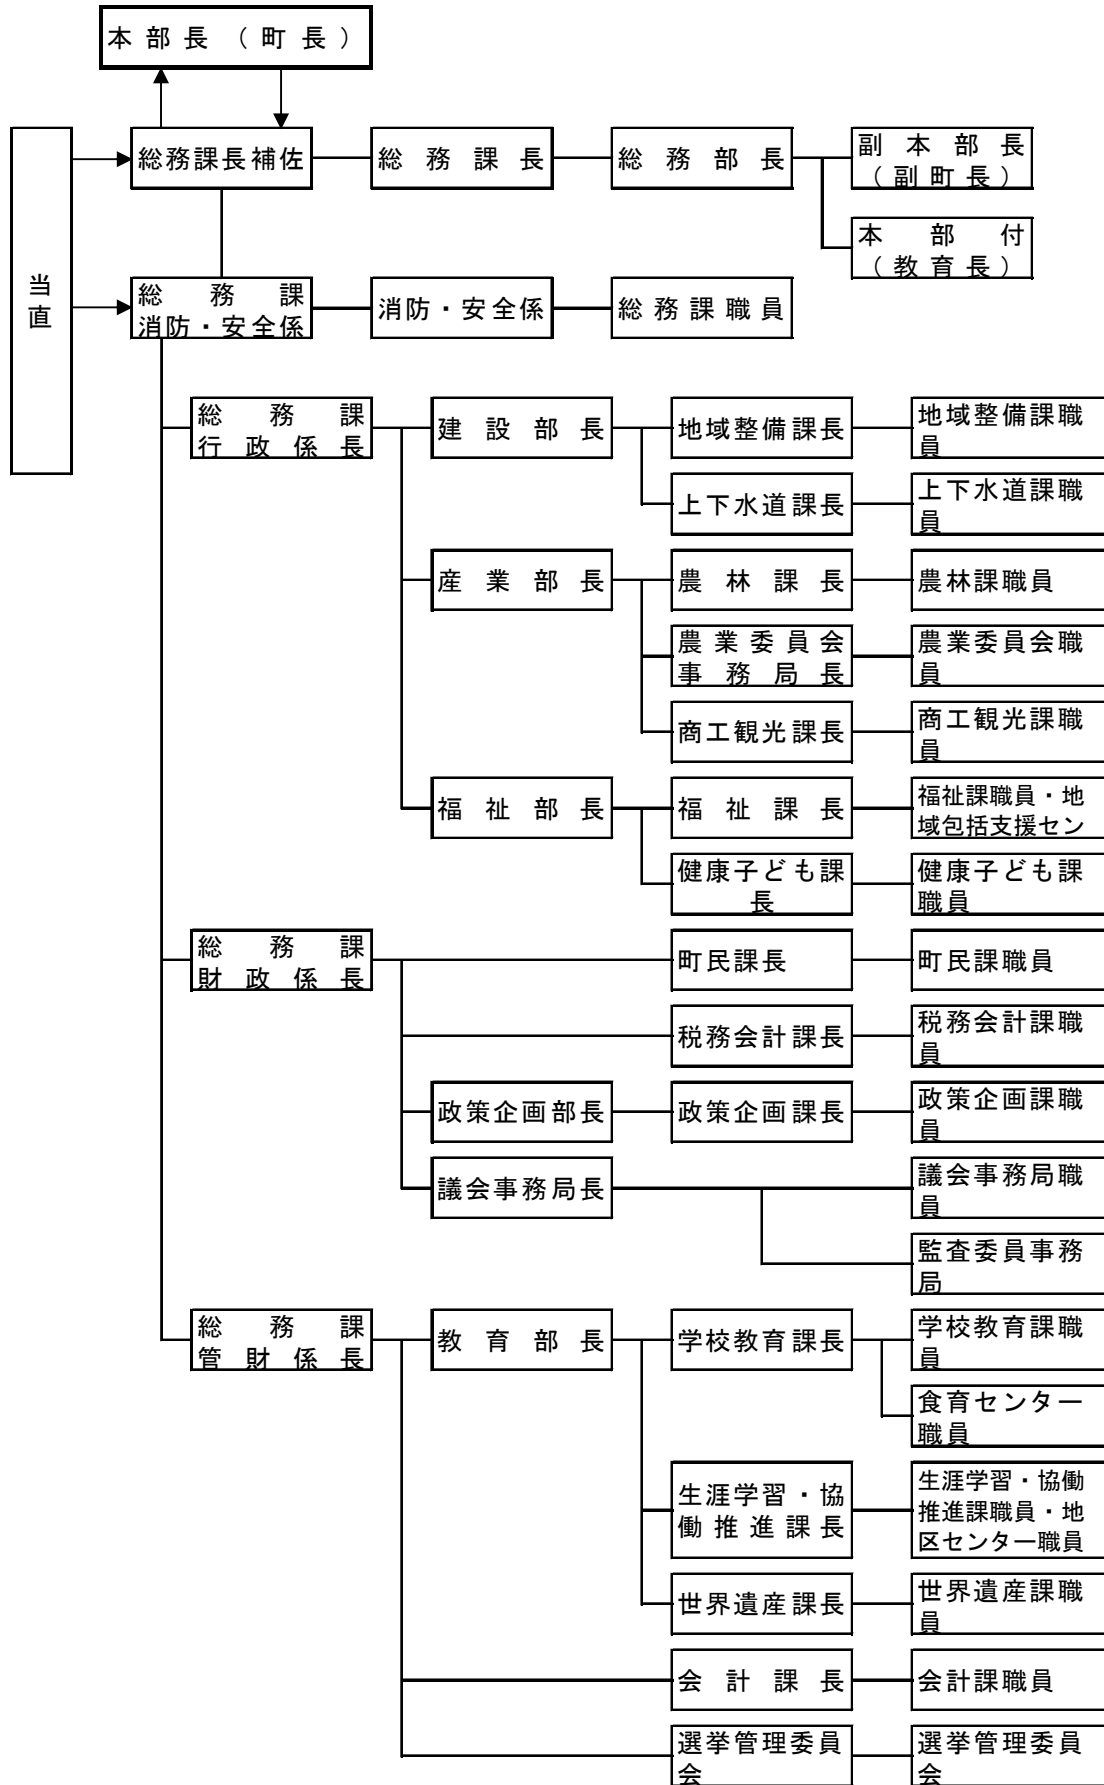 本部長（町長）
総務課長補佐
総務課長
総務部長
副本部長
（副町長）
本部付
（教育長）
当直
総務課
消防・安全係
消防・安全係
総務課職員
総務課
行政係長
建設部長
地域整備課長
地域整備課職
員
上下水道課長
上下水道課職
員
産業部長
農林課長
農林課職員
農業委員会
事務局長
農業委員会職
員
商工観光課長
商工観光課職
員
福祉部長
福祉課長
福祉課職員・地
域包括支援セン
健康子ども課
長
健康子ども課
職員
総務課
財政係長
町民課長
町民課職員
税務会計課長
税務会計課職
員
政策企画部長
政策企画課長
政策企画課職
員
議会事務局長
議会事務局職
員
監査委員事務
局
総務課
管財係長
教育部長
学校教育課長
学校教育課職
員
食育センター
職員
生涯学習・協
働推進課長
生涯学習・協働
推進課職員・地
区センター職員
世界遺産課長
世界遺産課職
員
会計課長
会計課職員
選挙管理委員
会
選挙管理委員
会